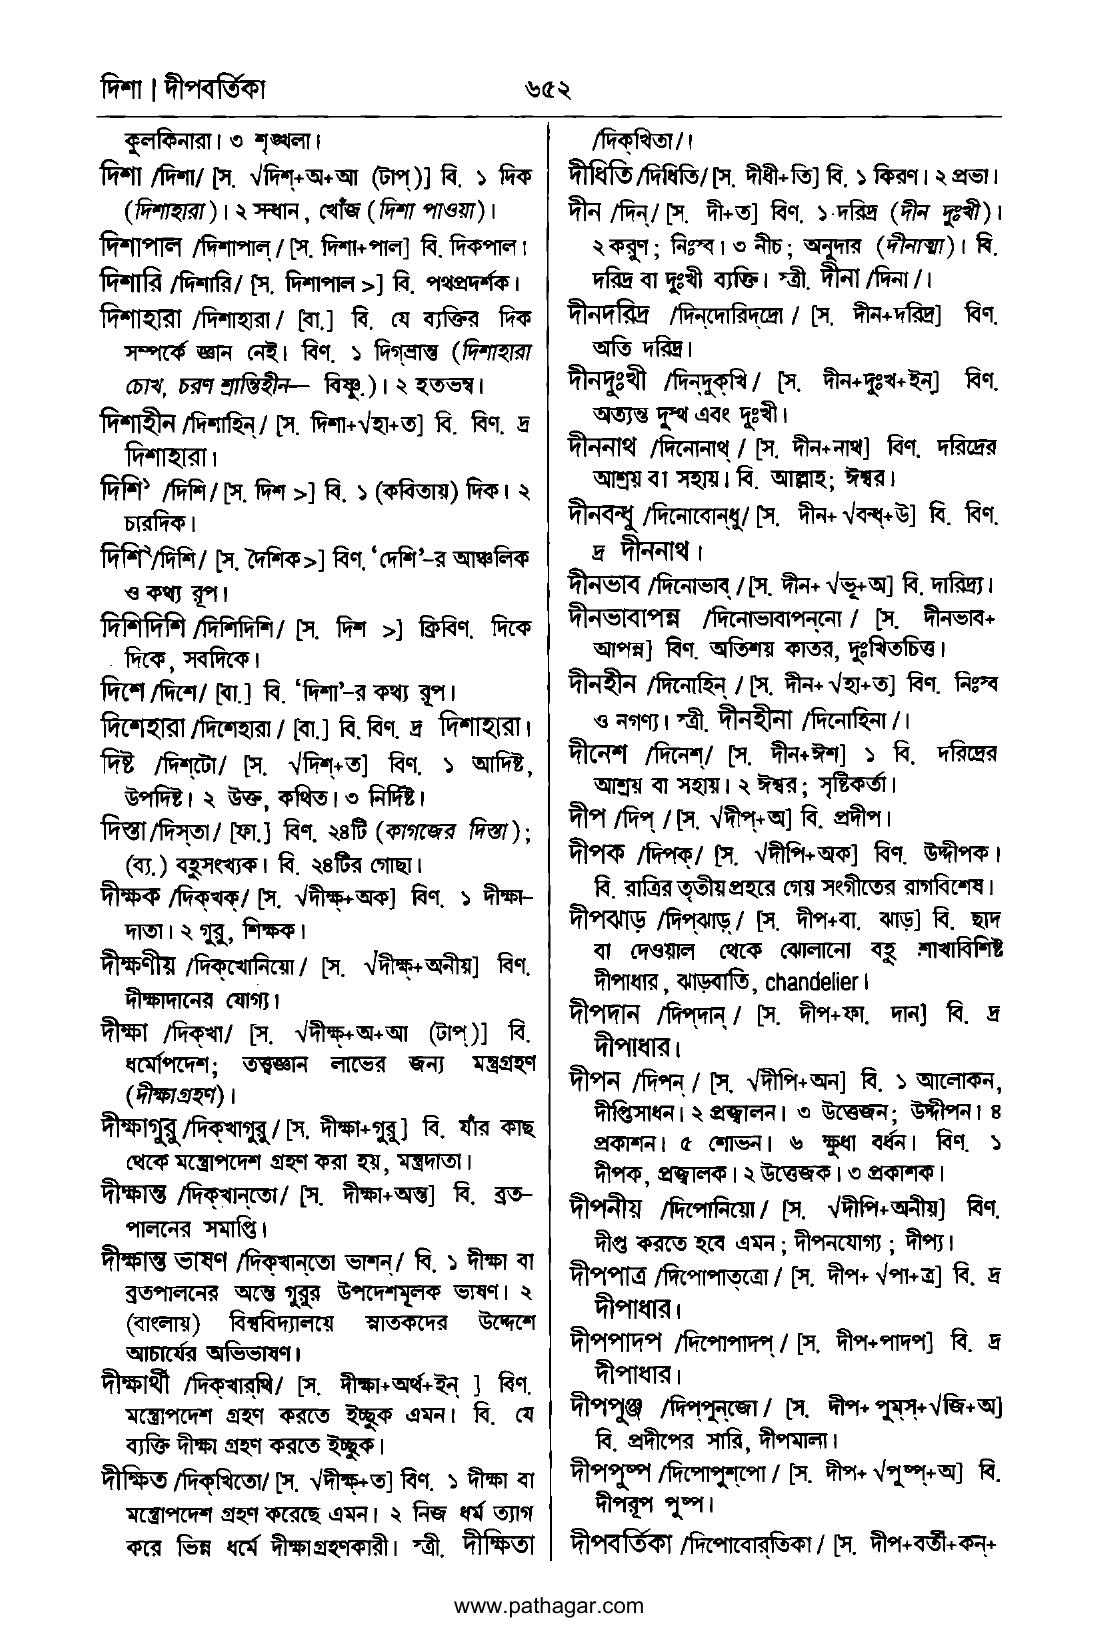 দিশা | দীপবর্তিকা
৬৫২
কুলকিনারা। ৩ শৃঙ্খলা।
দিশা /দিশা/ [স. √দিশ্+অ+আ (টাপ্)] বি. ১ দিক
(দিশাহারা)। ২ সন্ধান, খোঁজ (দিশা পাওয়া)।
দিশাপাল /দিশাপাল্/ [স. দিশা+পাল] বি. দিকপাল।
দিশারি /দিশারি/ [স. দিশাপাল >] বি. পথপ্রদর্শক।
দিশাহারা /দিশাহারা/ [বা.] বি. যে ব্যক্তির দিক
সম্পর্কে জ্ঞান নেই। বিণ. ১ দিগ্ভ্রান্ত (দিশাহারা
চোখ, চরণ শ্রান্তিহীন— বিষ্ণু.)। ২ হতভম্ব।
দিশাহীন /দিশাহিন্/ [স. দিশা+√হা+ত] বি. বিণ. দ্র
দিশাহারা।
দিশি১ /দিশি/ [স. দিশ >] বি. ১ (কবিতায়) দিক। ২
চারদিক।
দিশি২/দিশি/ [স. দৈশিক>] বিণ. ‘দেশি’–র আঞ্চলিক
ও কথ্য রূপ।
দিশিদিশি /দিশিদিশি/ [স. দিশ >] ক্রিবিণ. দিকে
দিকে, সবদিকে।
দিশে /দিশে/ [বা.] বি. ‘দিশা’–র কথ্য রূপ।
দিশেহারা /দিশেহারা/ [বা.] বি. বিণ. দ্র দিশাহারা।
দিষ্ট /দিশ্‌টো/ [স. √দিশ্+ত] বিণ. ১ আদিষ্ট,
উপদিষ্ট। ২ উক্ত, কথিত। ৩ নির্দিষ্ট।
দিস্তা /দিস্‌তা/ [ফা.] বিণ. ২৪টি (কাগজের দিস্তা);
(ব্য.) বহুসংখ্যক। বি. ২৪টির গোছা।
দীক্ষক /দিক্‌খক্/ [স. √দীক্ষ্+অক] বিণ. ১ দীক্ষা–
দাতা। ২ গুরু, শিক্ষক।
দীক্ষণীয় /দিক্‌খোনিয়ো/ [স. √দীক্ষ্+অনীয়] বিণ.
দীক্ষাদানের যোগ্য।
দীক্ষা /দিক্‌খা/ [স. √দীক্ষ্+অ+আ (টাপ্)] বি.
ধর্মোপদেশ; তত্ত্বজ্ঞান লাভের জন্য মন্ত্রগ্রহণ
(দীক্ষাগ্রহণ)।
দীক্ষাগুরু /দিক্‌খাগুরু/ [স. দীক্ষা+গুরু] বি. যাঁর কাছ
থেকে মন্ত্রোপদেশ গ্রহণ করা হয়, মন্ত্রদাতা।
দীক্ষান্ত /দিক্‌খান্‌তো/ [স. দীক্ষা+অন্ত] বি. ব্রত–
পালনের সমাপ্তি।
দীক্ষান্ত ভাষণ /দিক্‌খান্‌তো ভাশন্/ বি. ১ দীক্ষা বা
ব্রতপালনের অন্তে গুরুর উপদেশমূলক ভাষণ। ২
(বাংলায়) বিশ্ববিদ্যালয়ে স্নাতকদের উদ্দেশে
আচার্যের অভিভাষণ।
দীক্ষার্থী /দিক্‌খার্‌থি/ [স. দীক্ষা+অর্থ+ইন্ ] বিণ.
মন্ত্রোপদেশ গ্রহণ করতে ইচ্ছুক এমন। বি. যে
ব্যক্তি দীক্ষা গ্রহণ করতে ইচ্ছুক।
দীক্ষিত /দিক্‌খিতো/ [স. √দীক্ষ্+ত] বিণ. ১ দীক্ষা বা
মন্ত্রোপদেশ গ্রহণ করেছে এমন। ২ নিজ ধর্ম ত্যাগ
করে ভিন্ন ধর্মে দীক্ষাগ্রহণকারী। স্ত্রী. দীক্ষিতা
/দিক্‌খিতা/।
দীধিতি /দিধিতি/ [স. দীধী+তি] বি. ১ কিরণ। ২ প্রভা।
দীন /দিন্/ [স. দী+ত] বিণ. ১ দরিদ্র (দীন দুঃখী)।
২ করুণ; নিঃস্ব। ৩ নীচ; অনুদার (দীনাত্মা)। বি.
দরিদ্র বা দুঃখী ব্যক্তি। স্ত্রী. দীনা /দিনা/।
দীনদরিদ্র /দিন্‌দোরিদ্‌দ্রো/ [স. দীন+দরিদ্র] বিণ.
অতি দরিদ্র।
দীনদুঃখী /দিন্‌দুক্‌খি/ [স. দীন+দুঃখ+ইন্] বিণ.
অত্যন্ত দুস্থ এবং দুঃখী।
দীননাথ /দিনোনাথ্/ [স. দীন+নাথ] বিণ. দরিদ্রের
আশ্রয় বা সহায়। বি. আল্লাহ; ঈশ্বর।
দীনবন্ধু /দিনোবোন্‌ধু/ [স. দীন+ √বন্ধ্+উ] বি. বিণ.
দ্র দীননাথ।
দীনভাব /দিনোভাব্/ [স. দীন+ √ভূ+অ] বি. দারিদ্র্য।
দীনভাবাপন্ন /দিনোভাবাপন্‌নো/ [স. দীনভাব+
আপন্ন] বিণ. অতিশয় কাতর, দুঃখিতচিত্ত।
দীনহীন /দিনোহিন্/ [স. দীন+ √হা+ত] বিণ. নিঃস্ব
ও নগণ্য। স্ত্রী. দীনহীনা /দিনোহিনা/।
দীনেশ /দিনেশ্/ [স. দীন+ঈশ] ১ বি. দরিদ্রের
আশ্রয় বা সহায়। ২ ঈশ্বর; সৃষ্টিকর্তা।
দীপ /দিপ্/ [স. √দীপ্+অ] বি. প্রদীপ।
দীপক /দিপক্/ [স. √দীপি+অক] বিণ. উদ্দীপক।
বি. রাত্রির তৃতীয় প্রহরে গেয় সংগীতের রাগবিশেষ।
দীপঝাড় /দিপ্‌ঝাড়্/ [স. দীপ+বা. ঝাড়] বি. ছাদ
বা দেওয়াল থেকে ঝোলানো বহু শাখাবিশিষ্ট
দীপাধার, ঝাড়বাতি, chandelier।
দীপদান /দিপ্‌দান্/ [স. দীপ+ফা. দান] বি. দ্র
দীপাধার।
দীপন /দিপন্/ [স. √দীপি+অন] বি. ১ আলোকন,
দীপ্তিসাধন। ২ প্রজ্বালন। ৩ উত্তেজন; উদ্দীপন। ৪
প্রকাশন। ৫ শোভন। ৬ ক্ষুধা বর্ধন। বিণ. ১
দীপক, প্রজ্বালক। ২ উত্তেজক। ৩ প্রকাশক।
দীপনীয় /দিপোনিয়ো/ [স. √দীপি+অনীয়] বিণ.
দীপ্ত করতে হবে এমন; দীপনযোগ্য; দীপ্য।
দীপপাত্র /দিপোপাত্‌ত্রো/ [স. দীপ+ √পা+ত্র] বি. দ্র
দীপাধার।
দীপপাদপ /দিপোপাদপ্/ [স. দীপ+পাদপ] বি. দ্র
দীপাধার।
দীপপুঞ্জ /দিপ্‌পুন্‌জো/ [স. দীপ+ পুমস্+√জি+অ]
বি. প্রদীপের সারি, দীপমালা।
দীপপুষ্প /দিপোপুশ্‌পো/ [স. দীপ+ √পুষ্প্+অ] বি.
দীপরূপ পুষ্প।
দীপবর্তিকা /দিপোবোর্‌তিকা/ [স. দীপ+বর্তী+কন্+
www.pathagar.com